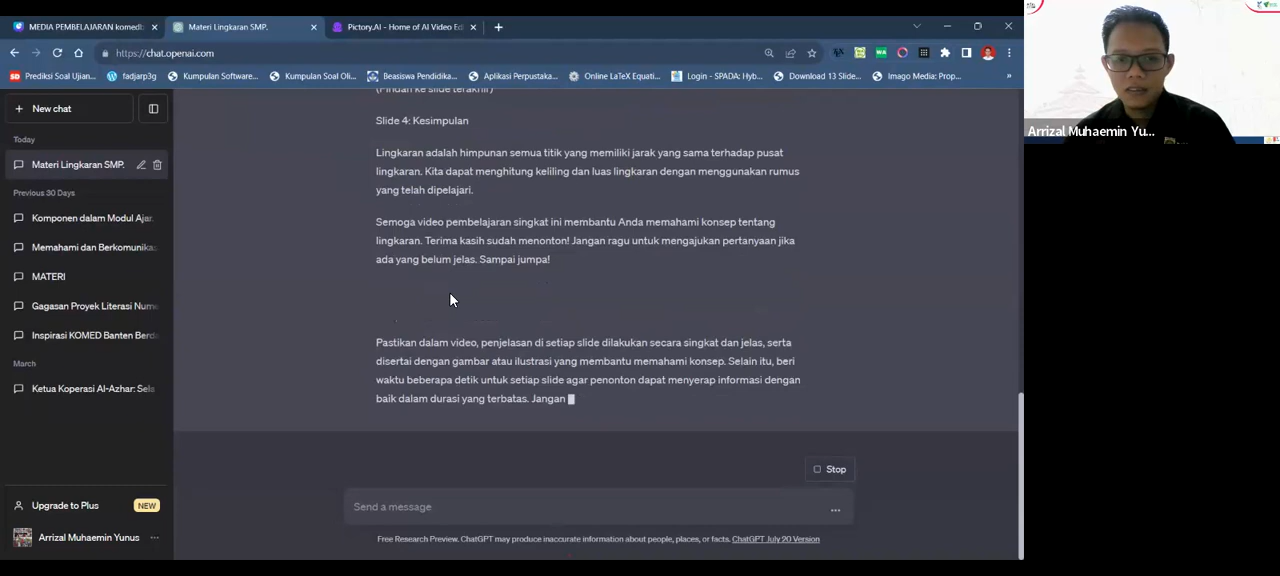 MEDIA PEMBELAJARAN komedb
Materi Lingkaran SMP.
Pictory.AI - Home of AI Video Ed
https://chat.openai.com
Prediksi Soal Ujian...
fadjarp3g
Kumpulan Software...
Kumpulan Soal Oli...
Beasiswa Pendidika...
Aplikasi Perpustaka...
Online LaTeX Equati...
Login - SPADA: Hyb...
Download 13 Slide...
Imago Media: Prop...
»
New chat
Today
Materi Lingkaran SMP.
Previous 30 Days
Komponen dalam Modul Ajar
Memahami dan Berkomunika
MATERI
Gagasan Proyek Literasi Nume
Inspirasi KOMED Banten Berda
March
Ketua Koperasi Al-Azhar: Sela
Upgrade to Plus
NEW
Arrizal Muhaemin Yunus
(Pindah ke slide terakhir)
Slide 4: Kesimpulan
Lingkaran adalah himpunan semua titik yang memiliki jarak yang sama terhadap pusat
lingkaran. Kita dapat menghitung keliling dan luas lingkaran dengan menggunakan rumus
yang telah dipelajari.
Semoga video pembelajaran singkat ini membantu Anda memahami konsep tentang
lingkaran. Terima kasih sudah menonton! Jangan ragu untuk mengajukan pertanyaan jika
ada yang belum jelas. Sampai jumpa!
Pastikan dalam video, penjelasan di setiap slide dilakukan secara singkat dan jelas, serta
disertai dengan gambar atau ilustrasi yang membantu memahami konsep. Selain itu, beri
waktu beberapa detik untuk setiap slide agar penonton dapat menyerap informasi dengan
baik dalam durasi yang terbatas. Jangan
Stop
Send a message
Free Research Preview. ChatGPT may produce inaccurate information about people, places, or facts. ChatGPT July 20 Version
Arrizal Muhaemin Yu...